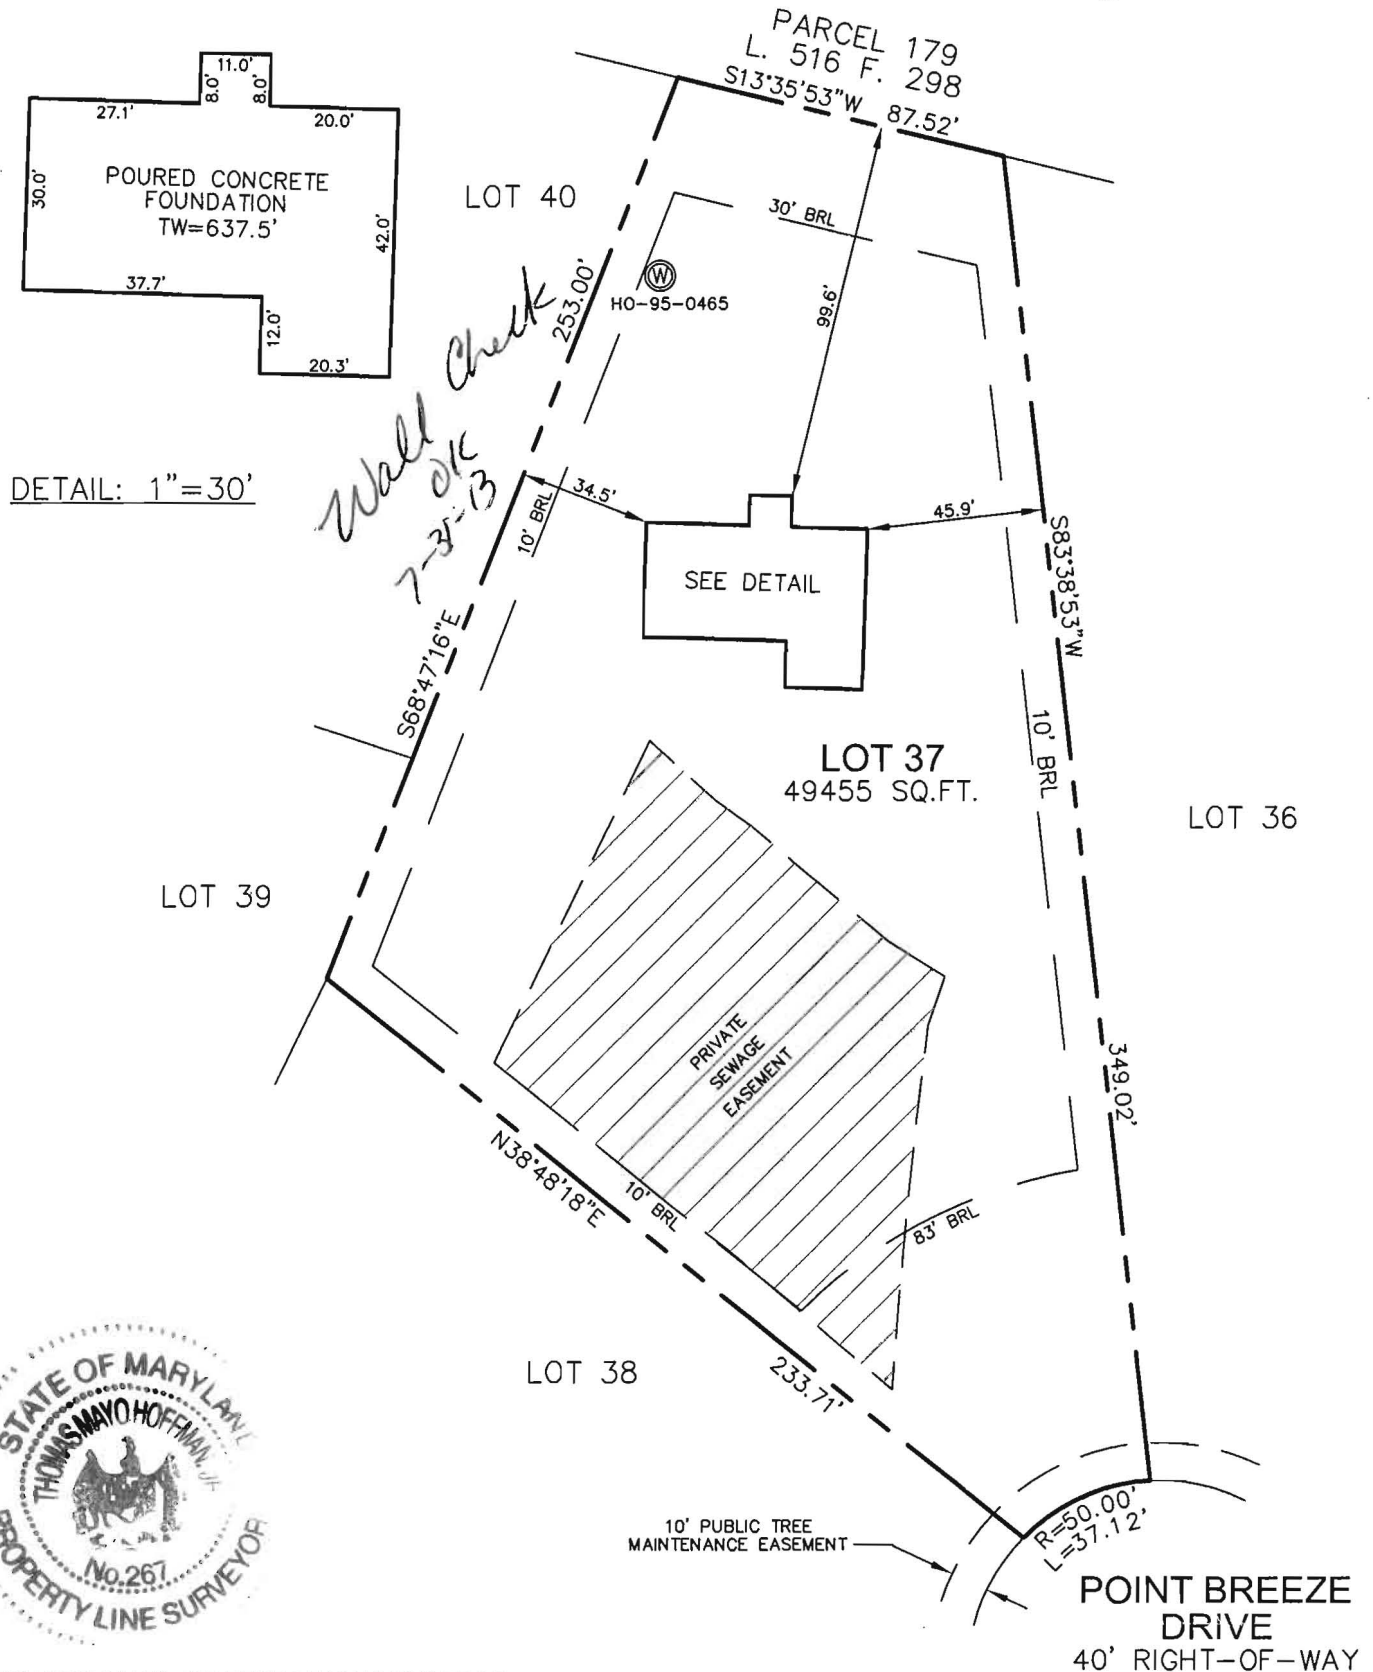 PARCEL 179
L. 516 F. 298
S13°35'53"W 87.52'
11.0'
8.0'
8.0'
27.1'
20.0'
30.0'
POURED CONCRETE
FOUNDATION
TW=637.5'
42.0'
37.7'
12.0'
20.3'
DETAIL: 1"=30'
LOT 40
253.00'
30' BRL
W
HO-95-0465
99.6'
Wall Check
OK
10' BRL
34.5'
45.9'
SEE DETAIL
S68°47'16"E
S83°38'53"W
10' BRL
LOT 37
49455 SQ.FT.
LOT 36
LOT 39
PRIVATE
SEWAGE
EASEMENT
349.02'
N38°48'18"E
10' BRL
83' BRL
LOT 38
233.71'
STATE OF MARYLAND
THOMAS MAYO HOFFMAN, JR
No.267
PROPERTY LINE SURVEYOR
10' PUBLIC TREE
MAINTENANCE EASEMENT
R=50.00'
L=37.12'
POINT BREEZE
DRIVE
40' RIGHT-OF-WAY